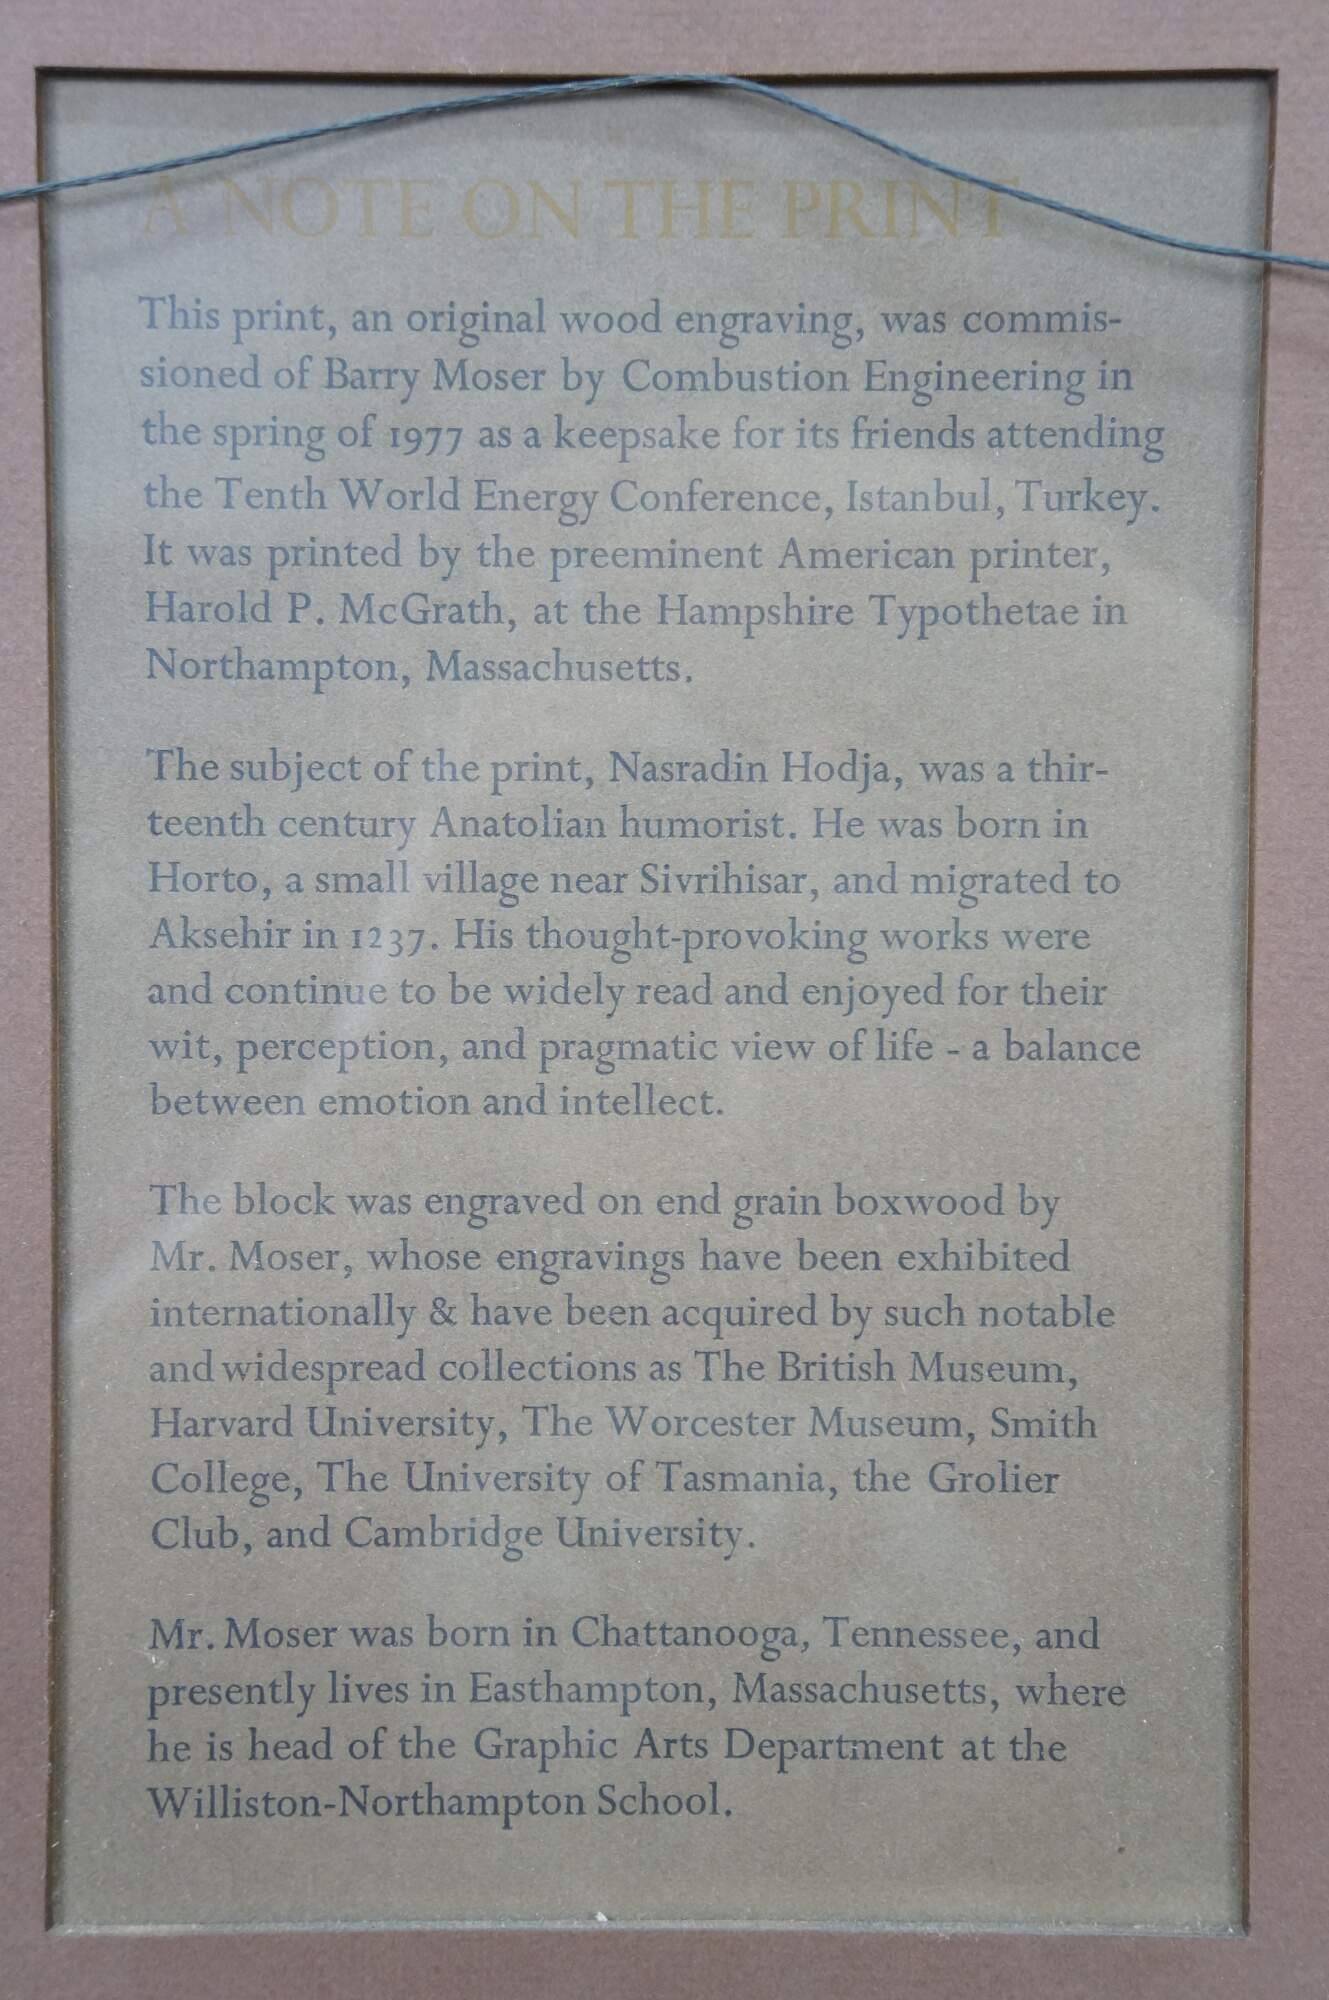 A NOTE ON THE PRINT
This print, an original wood engraving, was commis-
sioned of Barry Moser by Combustion Engineering in
the spring of 1977 as a keepsake for its friends attending
the Tenth World Energy Conference, Istanbul, Turkey.
It was printed by the preeminent American printer,
Harold P. McGrath, at the Hampshire Typothetae in
Northampton, Massachusetts.
The subject of the print, Nasradin Hodja, was a thir-
teenth century Anatolian humorist. He was born in
Horto, a small village near Sivrihisar, and migrated to
Aksehir in 1237. His thought-provoking works were
and continue to be widely read and enjoyed for their
wit, perception, and pragmatic view of life - a balance
between emotion and intellect.
The block was engraved on end grain boxwood by
Mr. Moser, whose engravings have been exhibited
internationally & have been acquired by such notable
and widespread collections as The British Museum,
Harvard University, The Worcester Museum, Smith
College, The University of Tasmania, the Grolier
Club, and Cambridge University.
Mr. Moser was born in Chattanooga, Tennessee, and
presently lives in Easthampton, Massachusetts, where
he is head of the Graphic Arts Department at the
Williston-Northampton School.